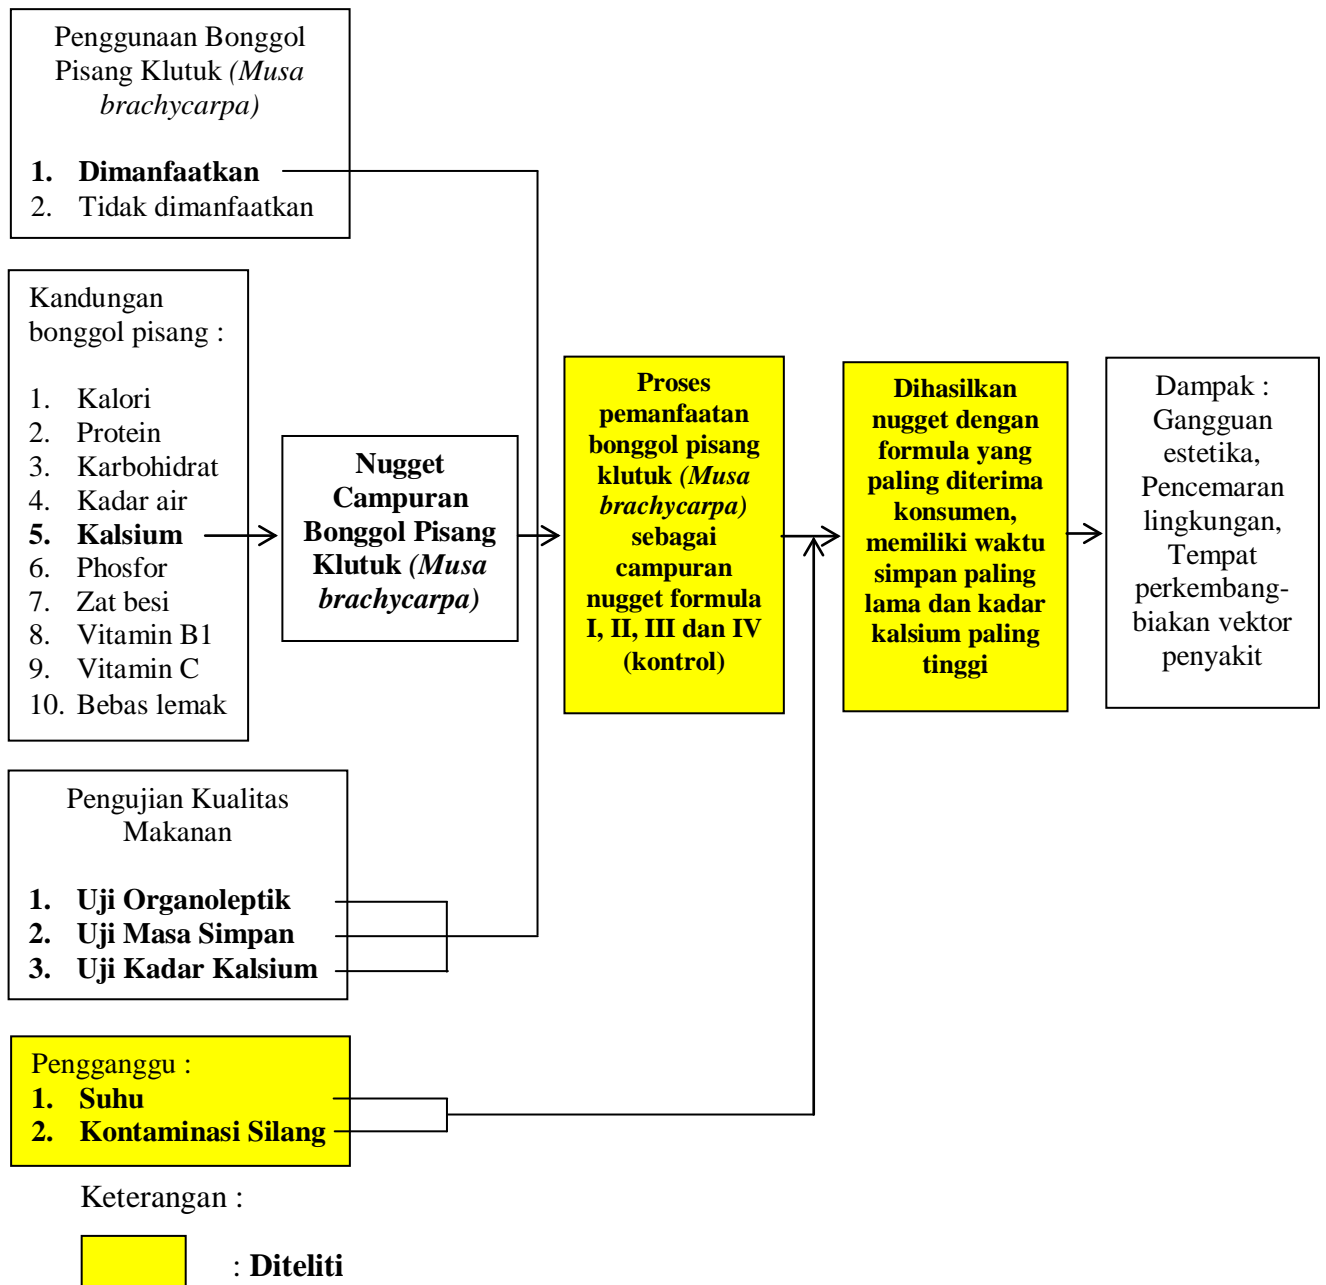 Penggunaan Bonggol
Pisang Klutuk (Musa
brachycarpa)
1. Dimanfaatkan
2. Tidak dimanfaatkan
Kandungan
bonggol pisang :
1. Kalori
2. Protein
3. Karbohidrat
4. Kadar air
5. Kalsium
6. Phosfor
7. Zat besi
8. Vitamin B1
9. Vitamin C
10. Bebas lemak
Nugget
Campuran
Bonggol Pisang
Klutuk (Musa
brachycarpa)
Proses
pemanfaatan
bonggol pisang
klutuk (Musa
brachycarpa)
sebagai
campuran
nugget formula
I, II, III dan IV
(kontrol)
Dihasilkan
nugget dengan
formula yang
paling diterima
konsumen,
memiliki waktu
simpan paling
lama dan kadar
kalsium paling
tinggi
Dampak :
Gangguan
estetika,
Pencemaran
lingkungan,
Tempat
perkembang-
biakan vektor
penyakit
Pengujian Kualitas
Makanan
1. Uji Organoleptik
2. Uji Masa Simpan
3. Uji Kadar Kalsium
Pengganggu :
1. Suhu
2. Kontaminasi Silang
Keterangan :
: Diteliti